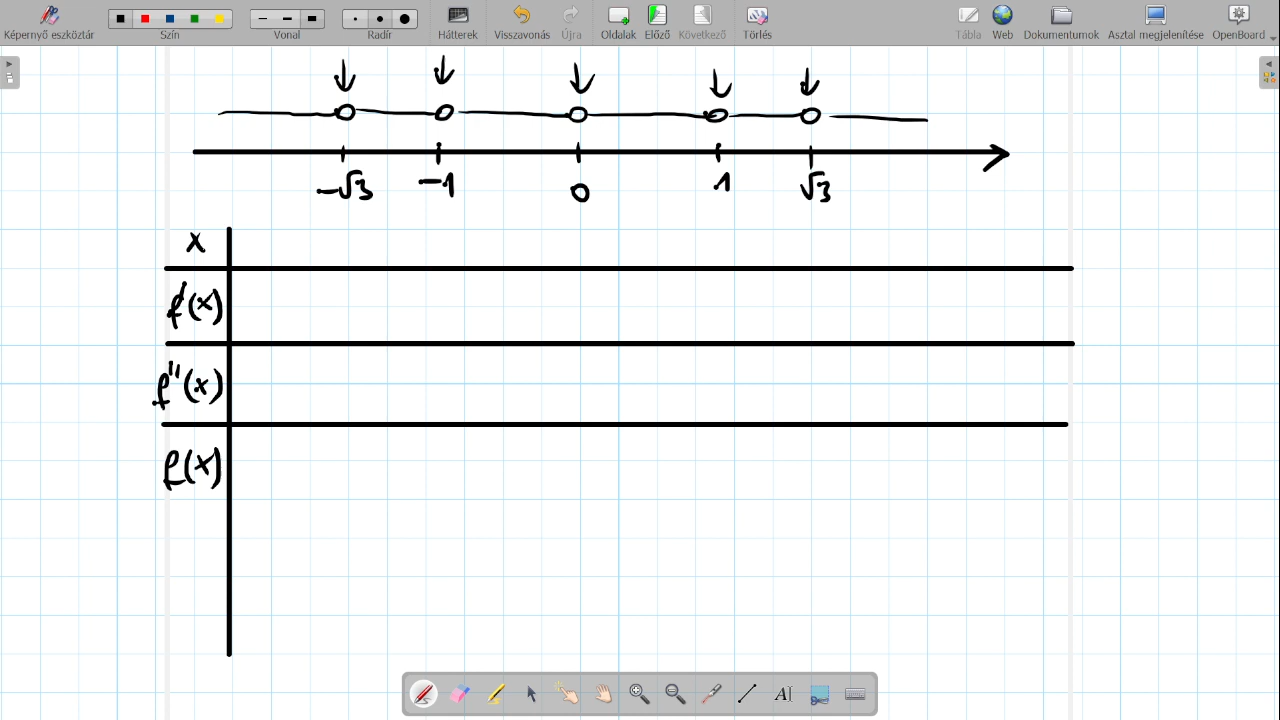 Képernyő eszköztár Szín Vonal Radír Hátterek Visszavonás Újra Oldalak Előző Következő Törlés Tábla Web Dokumentumok Asztal megjelenítése OpenBoard
-√3 -1 0 1 √3
x
f'(x)
f''(x)
f(x)